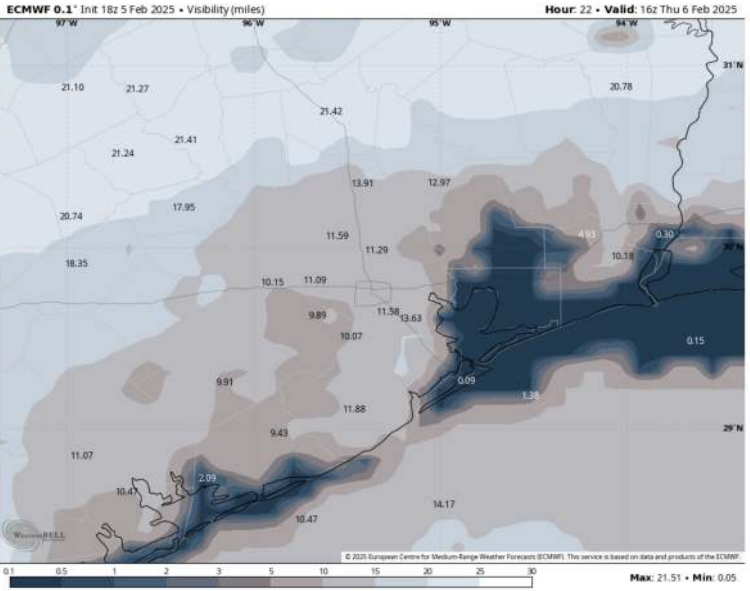 ECMWF 0.1° Init 18z 5 Feb 2025 • Visibility (miles)
Hour: 22 • Valid: 16z Thu 6 Feb 2025
97°W 96°W 95°W 94°W
31°N
21.10 21.27 20.78
21.42
21.41
21.24
13.91 12.97
17.95
20.74
11.59 4.93 0.30
11.29 30°N
18.35 10.18
10.15 11.09
9.89 11.58 13.63
10.07 0.15
9.91 0.09
1.38
11.88
9.43 29°N
11.07
2.09
10.47
14.17
10.47
WeatherBELL
© 2025 European Centre for Medium-Range Weather Forecasts (ECMWF). This service is based on data and products of the ECMWF.
0.1 0.5 1 2 3 5 10 15 20 25 30
Max: 21.51 • Min: 0.05